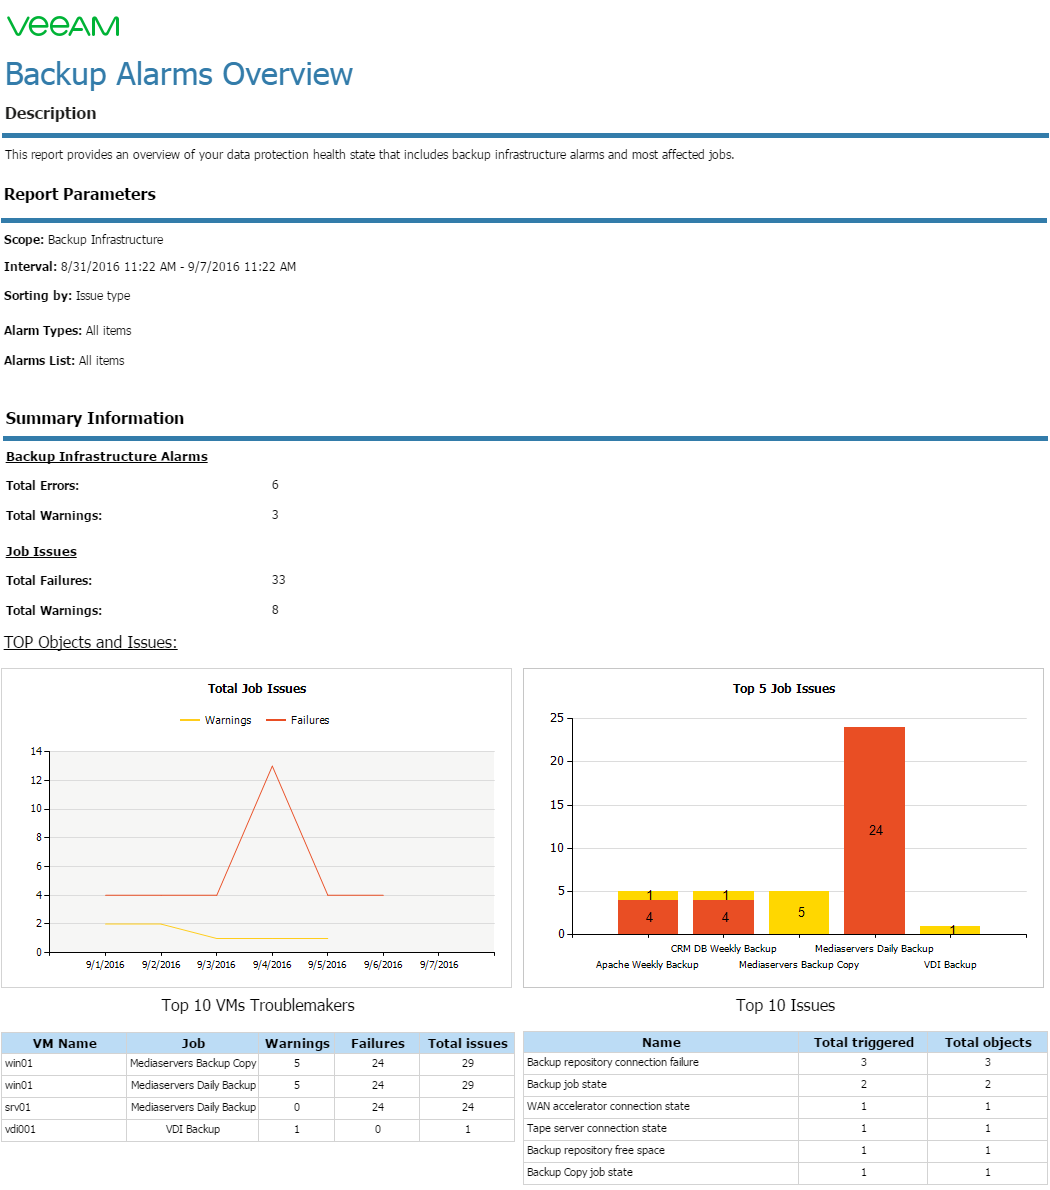 veeam
Backup Alarms Overview
Description
This report provides an overview of your data protection health state that includes backup infrastructure alarms and most affected jobs.
Report Parameters
Scope: Backup Infrastructure
Interval: 8/31/2016 11:22 AM - 9/7/2016 11:22 AM
Sorting by: Issue type
Alarm Types: All items
Alarms List: All items
Summary Information
Backup Infrastructure Alarms
Total Errors: 6
Total Warnings: 3
Job Issues
Total Failures: 33
Total Warnings: 8
TOP Objects and Issues:
Total Job Issues
Warnings Failures
14
12
10
8
6
4
2
0
9/1/2016 9/2/2016 9/3/2016 9/4/2016 9/5/2016 9/6/2016 9/7/2016
Top 5 Job Issues
25
20
15
10
5
0
1 1 5 24 1
4 4
CRM DB Weekly Backup Mediaservers Daily Backup
Apache Weekly Backup Mediaservers Backup Copy VDI Backup
Top 10 VMs Troublemakers
VM Name Job Warnings Failures Total issues
win01 Mediaservers Backup Copy 5 24 29
win01 Mediaservers Daily Backup 5 24 29
srv01 Mediaservers Daily Backup 0 24 24
vdi001 VDI Backup 1 0 1
Top 10 Issues
Name Total triggered Total objects
Backup repository connection failure 3 3
Backup job state 2 2
WAN accelerator connection state 1 1
Tape server connection state 1 1
Backup repository free space 1 1
Backup Copy job state 1 1